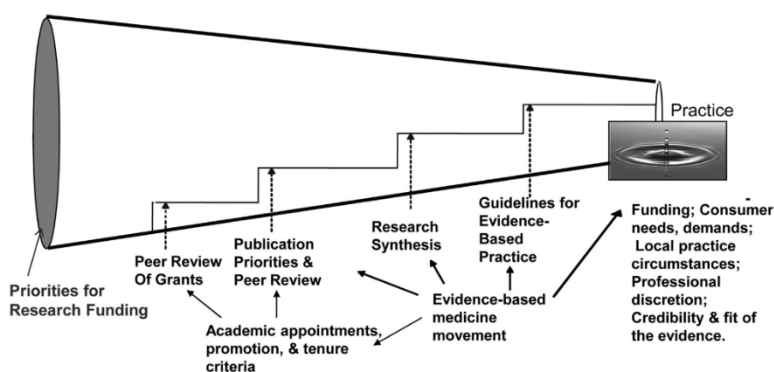 Practice
Funding; Consumer
needs, demands;
Local practice
circumstances;
Professional
discretion;
Credibility & fit of
the evidence.
Guidelines for
Evidence-
Based
Practice
Research
Synthesis
Publication
Priorities &
Peer Review
Peer Review
Of Grants
Priorities for
Research Funding
Evidence-based
medicine
movement
Academic appointments,
promotion, & tenure
criteria